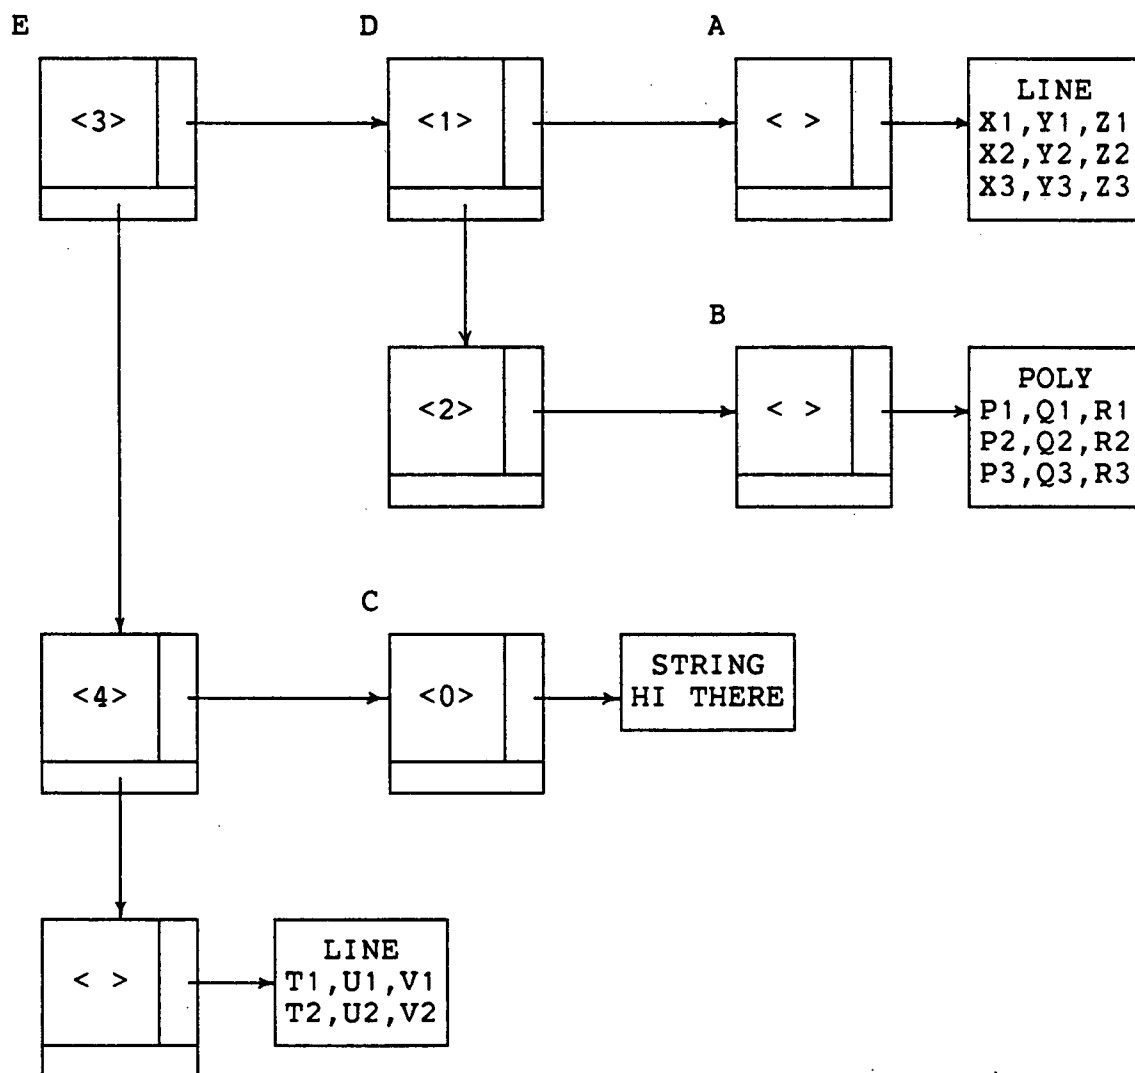 E
D
A
<3>
<1>
< >
LINE
X1,Y1,Z1
X2,Y2,Z2
X3,Y3,Z3
B
<2>
< >
POLY
P1,Q1,R1
P2,Q2,R2
P3,Q3,R3
C
<4>
<0>
STRING
HI THERE
< >
LINE
T1,U1,V1
T2,U2,V2